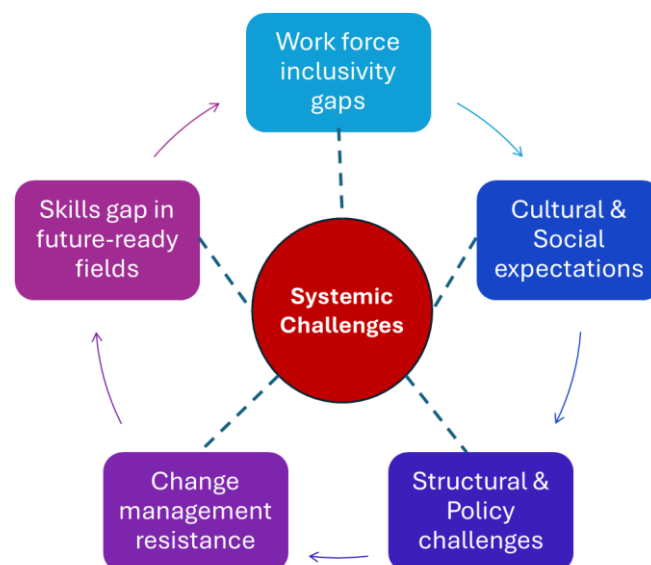 Work force
inclusivity
gaps
Cultural &
Social
expectations
Structural &
Policy
challenges
Change
management
resistance
Skills gap in
future-ready
fields
Systemic
Challenges